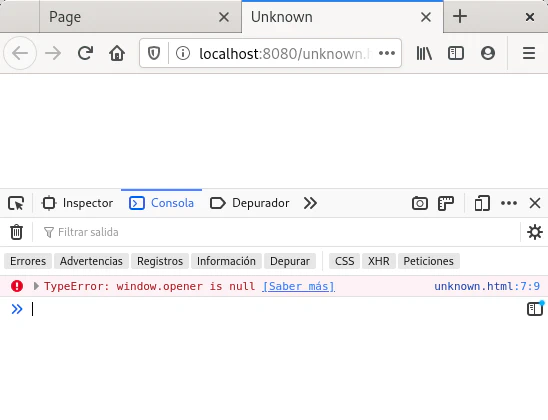 Page
Unknown
localhost:8080/unknown.h
Inspector
Consola
Depurador
Filtrar salida
Errores Advertencias Registros Información Depurar CSS XHR Peticiones
TypeError: window.opener is null [Saber más] unknown.html:7:9